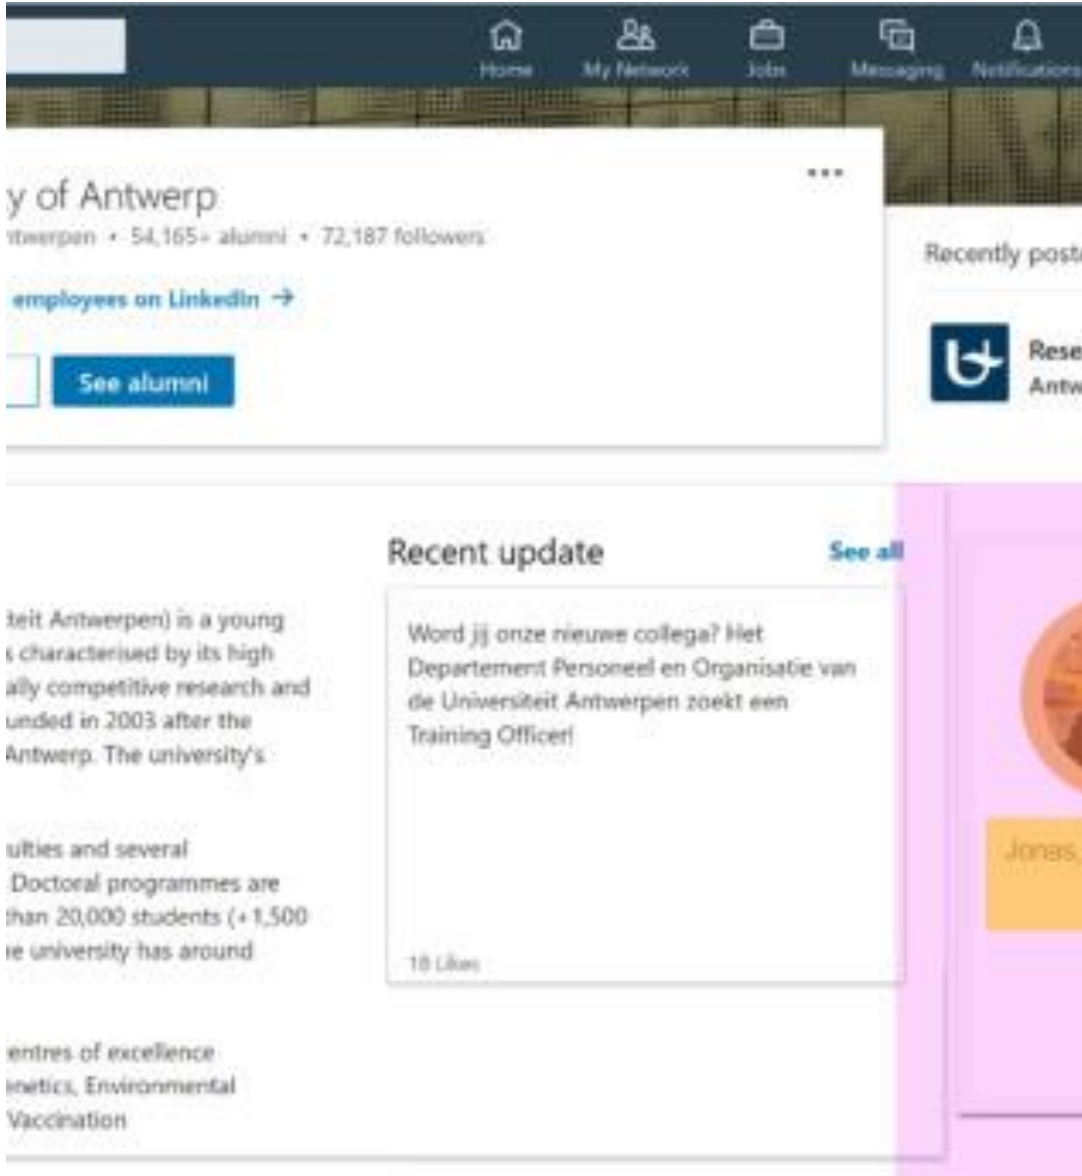 Home My Network Jobs Messaging Notifications
y of Antwerp
ntwerpen • 54,165+ alumni • 72,187 followers
employees on LinkedIn →
See alumni
Recently poste
Rese
Antw
teit Antwerpen) is a young
s characterised by its high
ally competitive research and
unded in 2003 after the
Antwerp. The university's
ulties and several
Doctoral programmes are
than 20,000 students (+1,500
ne university has around
entres of excellence
enetics, Environmental
Vaccination
Recent update See all
Word jij onze nieuwe collega? Het
Departement Personeel en Organisatie van
de Universiteit Antwerpen zoekt een
Training Officer!
18 Likes
Jonas,